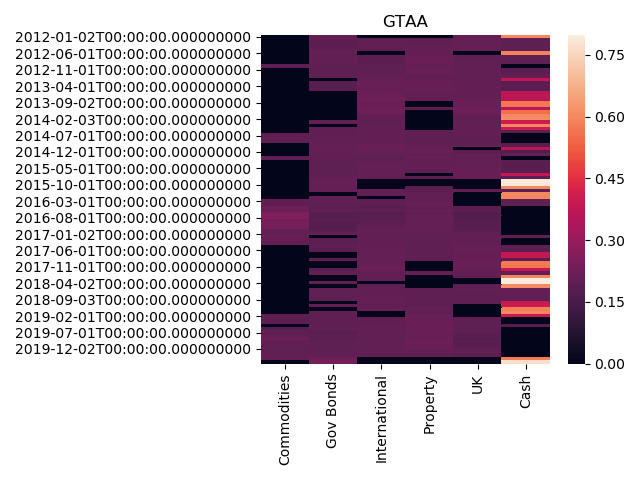 GTAA
2012-01-02T00:00:00.000000000
2012-06-01T00:00:00.000000000
2012-11-01T00:00:00.000000000
2013-04-01T00:00:00.000000000
2013-09-02T00:00:00.000000000
2014-02-03T00:00:00.000000000
2014-07-01T00:00:00.000000000
2014-12-01T00:00:00.000000000
2015-05-01T00:00:00.000000000
2015-10-01T00:00:00.000000000
2016-03-01T00:00:00.000000000
2016-08-01T00:00:00.000000000
2017-01-02T00:00:00.000000000
2017-06-01T00:00:00.000000000
2017-11-01T00:00:00.000000000
2018-04-02T00:00:00.000000000
2018-09-03T00:00:00.000000000
2019-02-01T00:00:00.000000000
2019-07-01T00:00:00.000000000
2019-12-02T00:00:00.000000000
Commodities
Gov Bonds
International
Property
UK
Cash
0.75
0.60
0.45
0.30
0.15
0.00